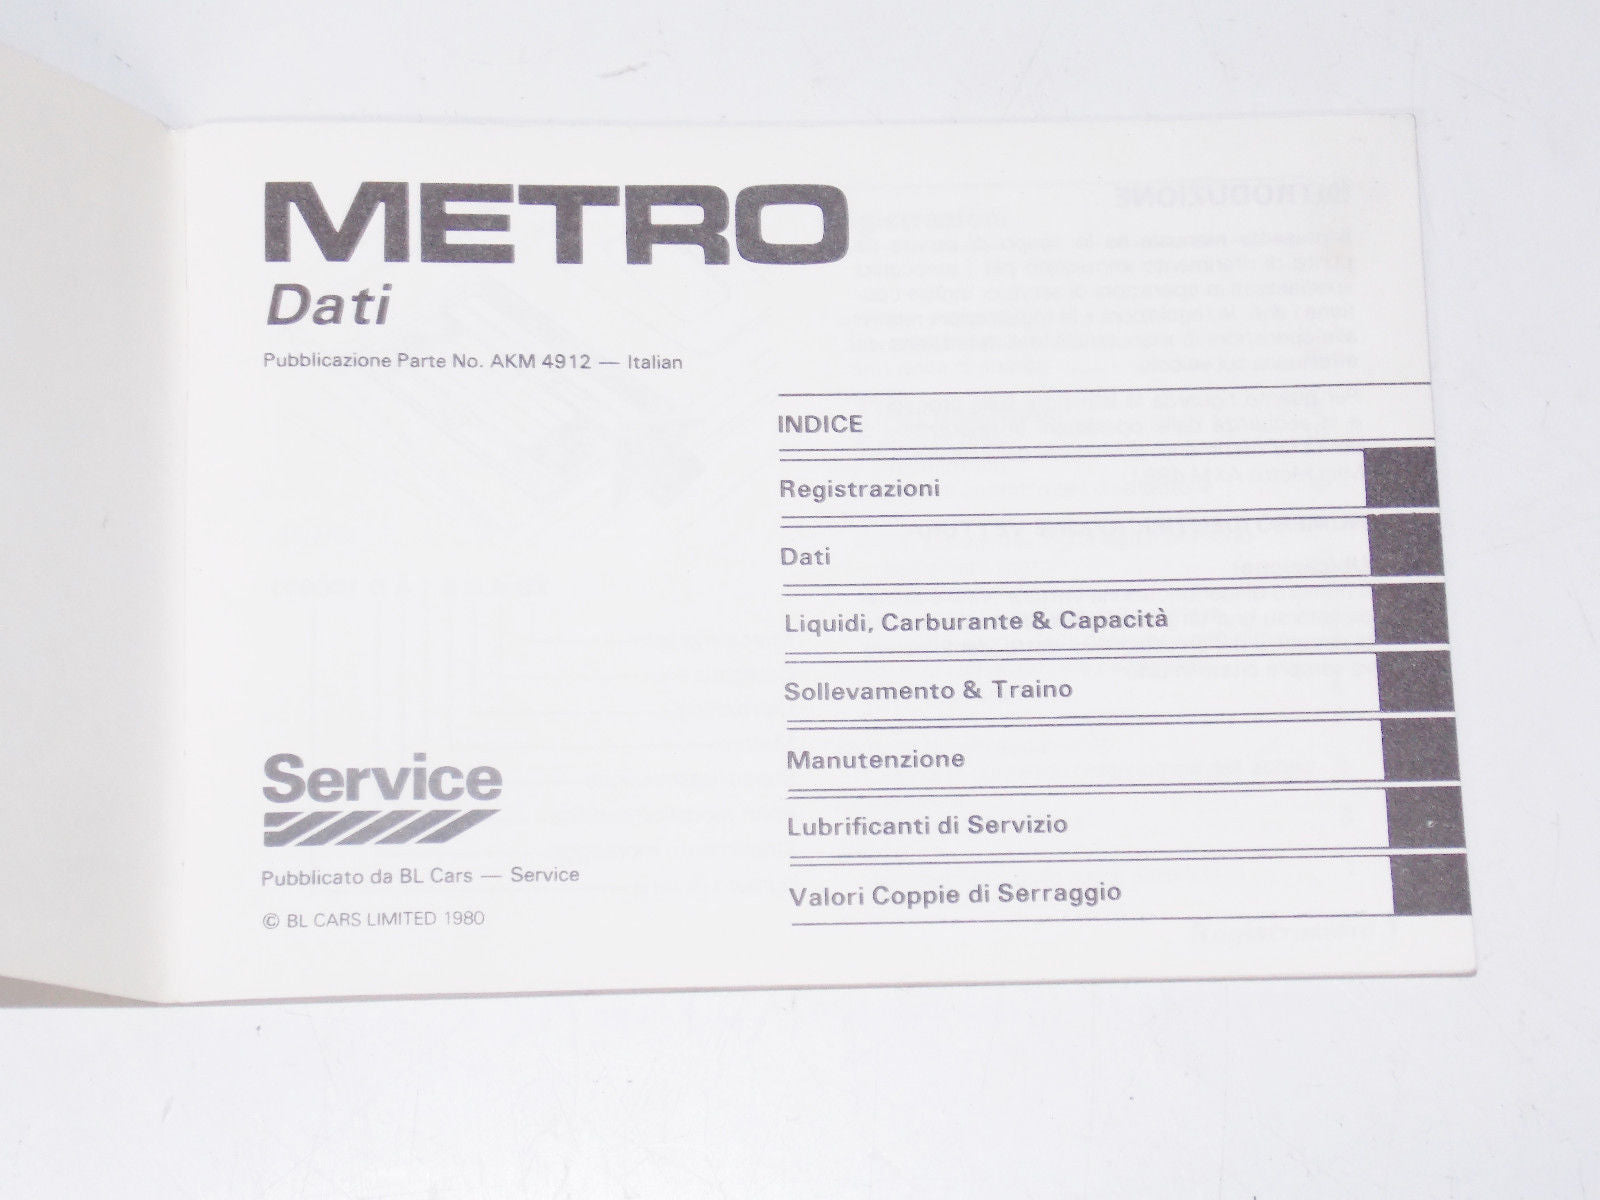 METRO
Dati
Pubblicazione Parte No. AKM 4912 — Italian
INDICE
Registrazioni
Dati
Liquidi, Carburante & Capacità
Sollevamento & Traino
Manutenzione
Lubrificanti di Servizio
Valori Coppie di Serraggio
Service
Pubblicato da BL Cars — Service
© BL CARS LIMITED 1980